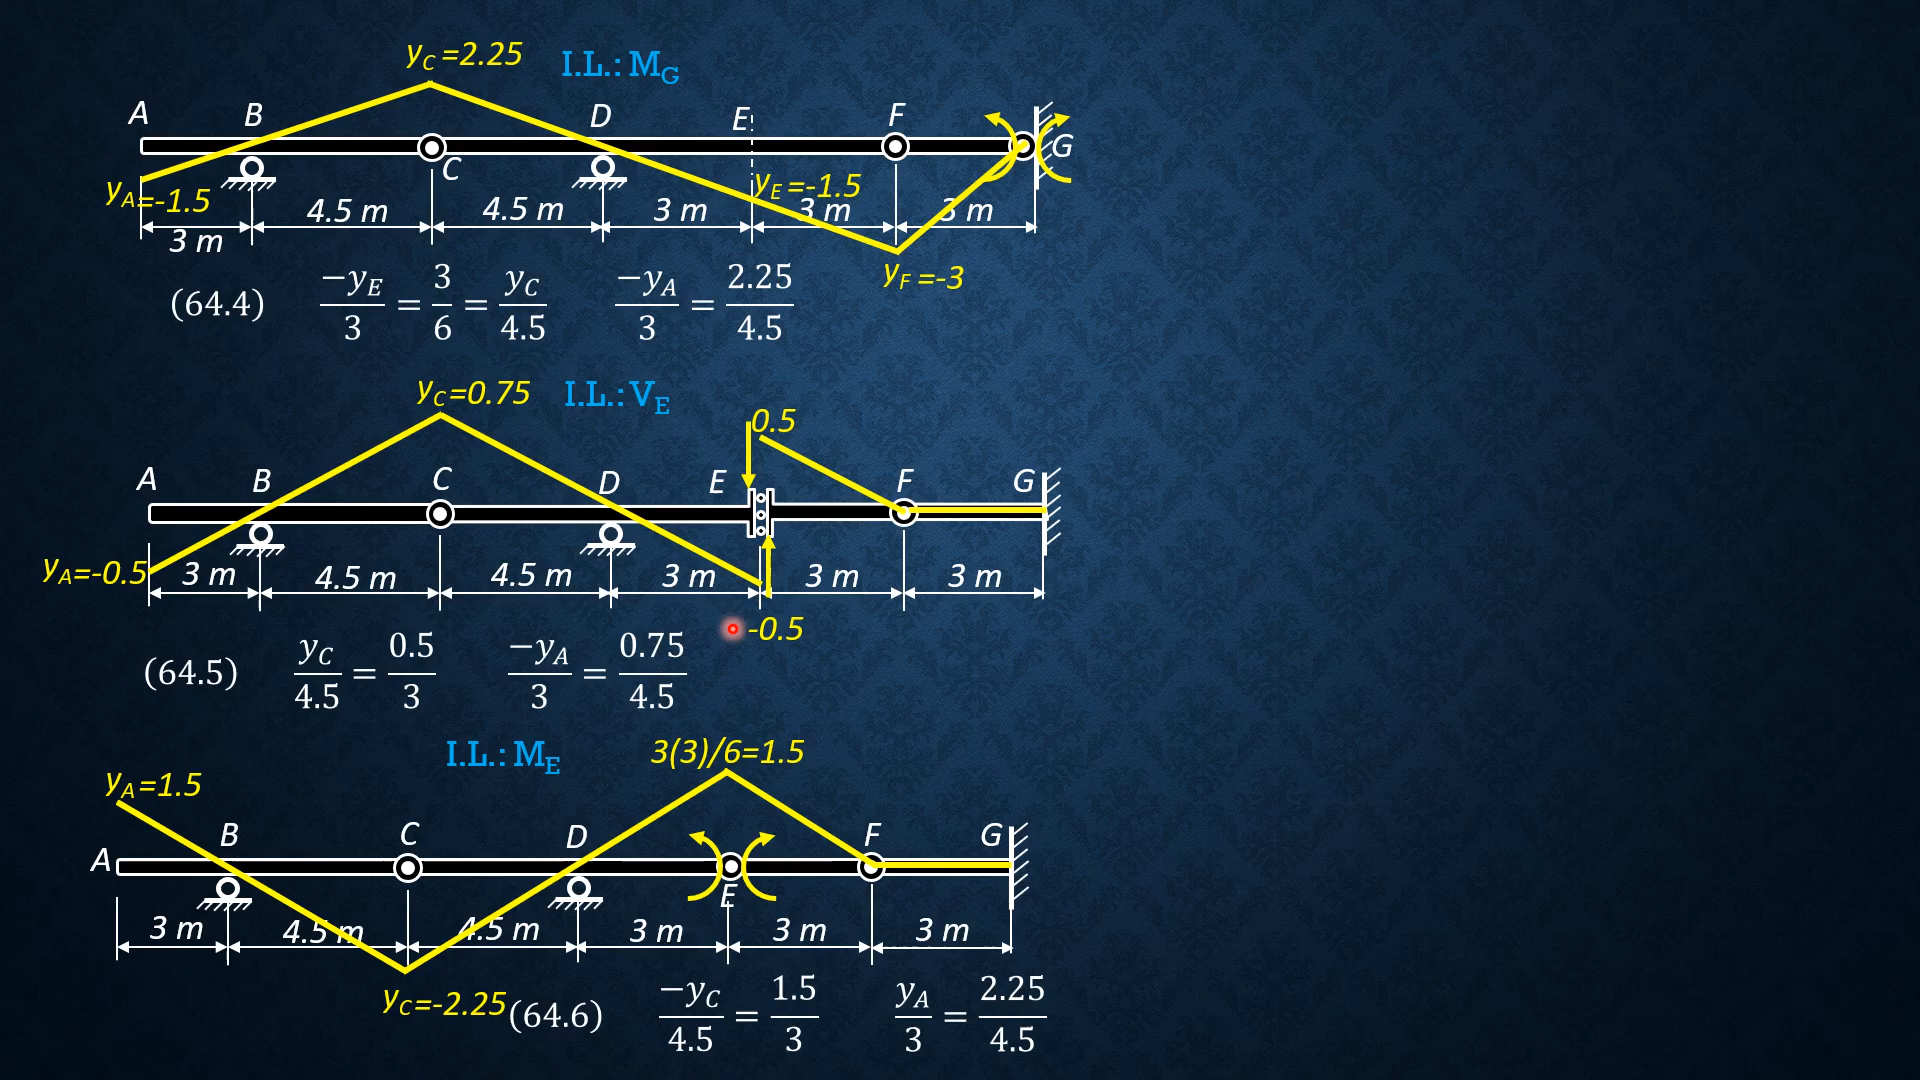 y_C =2.25
I.L.: M_G
A B D E F
C G
y_A=-1.5
y_E =-1.5
3 m 4.5 m 4.5 m 3 m 3 m 3 m
y_F =-3
(64.4) −y_E/3 = 3/6 = y_C/4.5 −y_A/3 = 2.25/4.5
y_C=0.75
I.L.: V_E
0.5
A B C D E F G
y_A=-0.5
3 m 4.5 m 4.5 m 3 m 3 m 3 m
-0.5
(64.5) y_C/4.5 = 0.5/3 −y_A/3 = 0.75/4.5
I.L.: M_E
3(3)/6=1.5
y_A=1.5
A B C D F G
E
3 m 4.5 m 4.5 m 3 m 3 m 3 m
y_C=-2.25
(64.6) −y_C/4.5 = 1.5/3 y_A/3 = 2.25/4.5